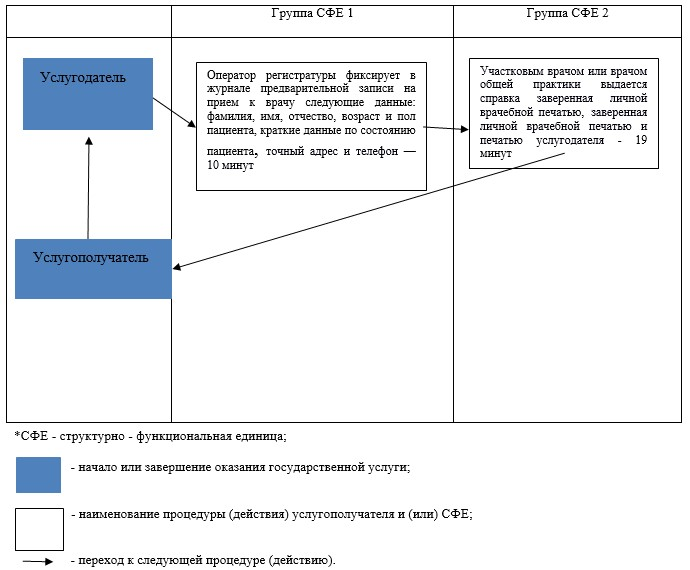 Группа СФЕ 1
Группа СФЕ 2
Услугодатель
Оператор регистратуры фиксирует в
журнале предварительной записи на
прием к врачу следующие данные:
фамилия, имя, отчество, возраст и пол
пациента, краткие данные по состоянию
пациента, точный адрес и телефон —
10 минут
Участковым врачом или врачом
общей практики выдается
справка заверенная личной
врачебной печатью, заверенная
личной врачебной печатью и
печатью услугодателя - 19
минут
Услугополучатель
*СФЕ - структурно - функциональная единица;
- начало или завершение оказания государственной услуги;
- наименование процедуры (действия) услугополучателя и (или) СФЕ;
- переход к следующей процедуре (действию).